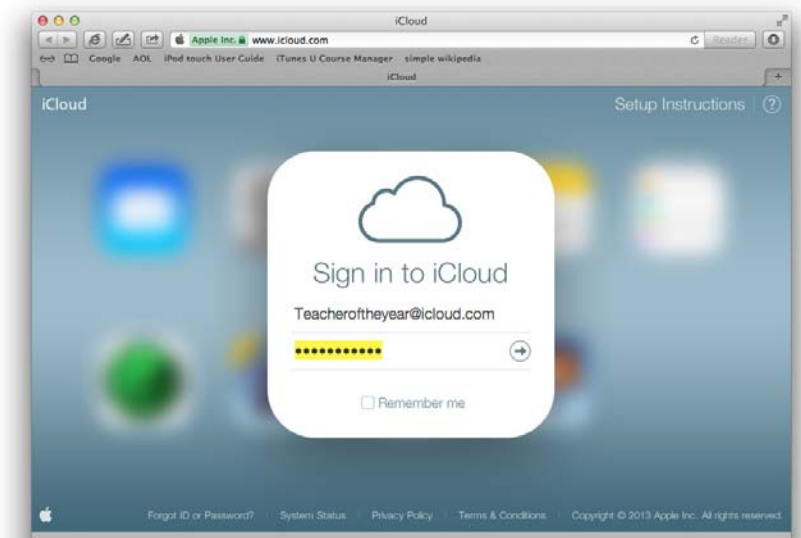 iCloud
Apple Inc. www.icloud.com Reader
Google AOL iPod touch User Guide iTunes U Course Manager simple wikipedia
iCloud
iCloud Setup Instructions ?
Sign in to iCloud
Teacheroftheyear@icloud.com
•••••••••••
Remember me
Forgot ID or Password? System Status Privacy Policy Terms & Conditions Copyright © 2013 Apple Inc. All rights reserved.